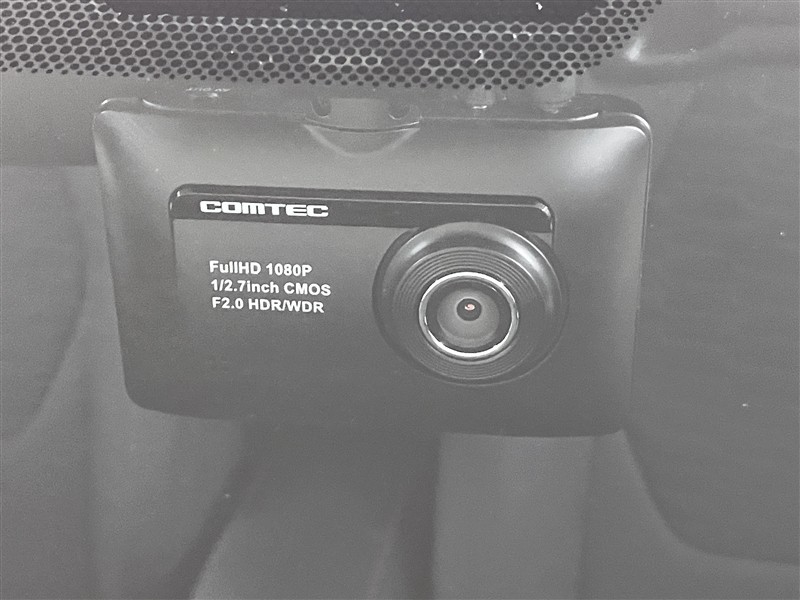 COMTEC
FullHD 1080P
1/2.7inch CMOS
F2.0 HDR/WDR